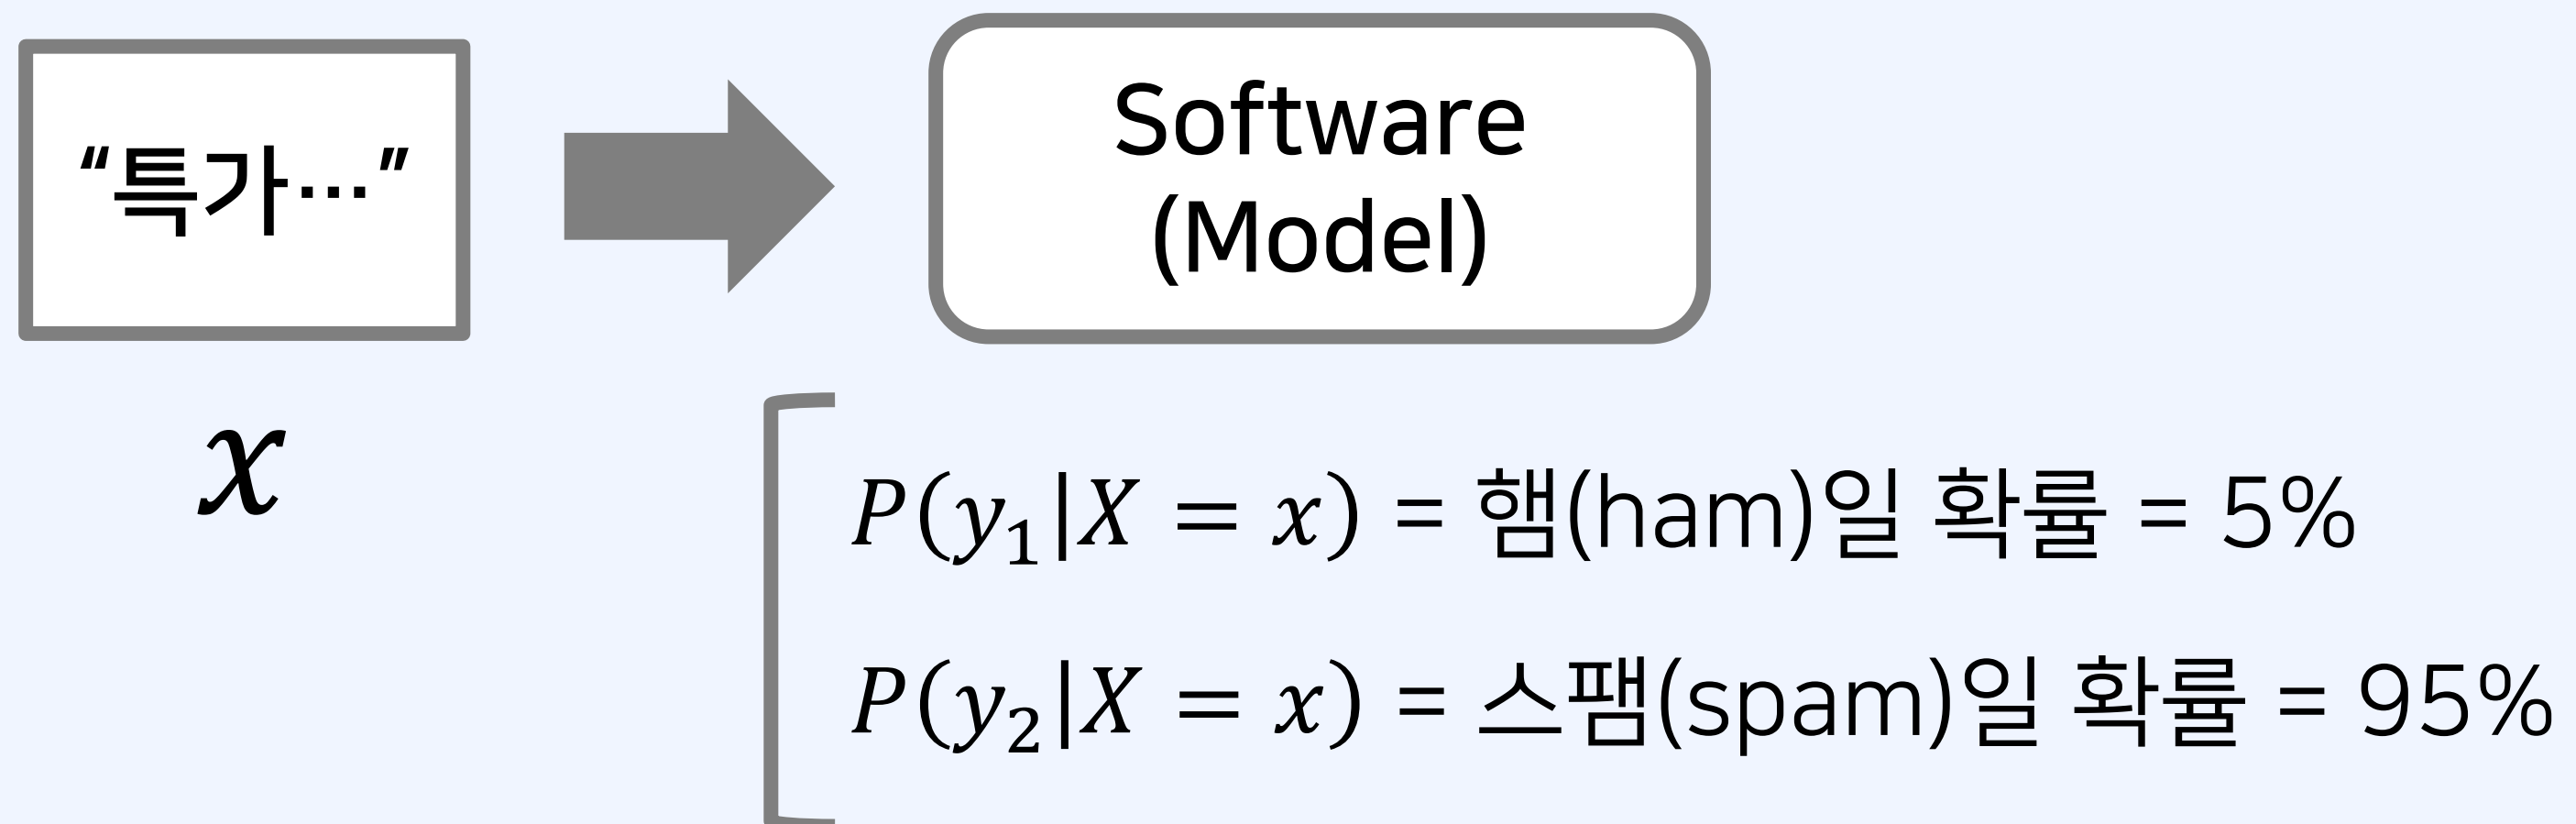 “특가…”
Software
(Model)
𝑥
𝑃(𝑦₁|𝑋 = 𝑥) = 햄(ham)일 확률 = 5%
𝑃(𝑦₂|𝑋 = 𝑥) = 스팸(spam)일 확률 = 95%